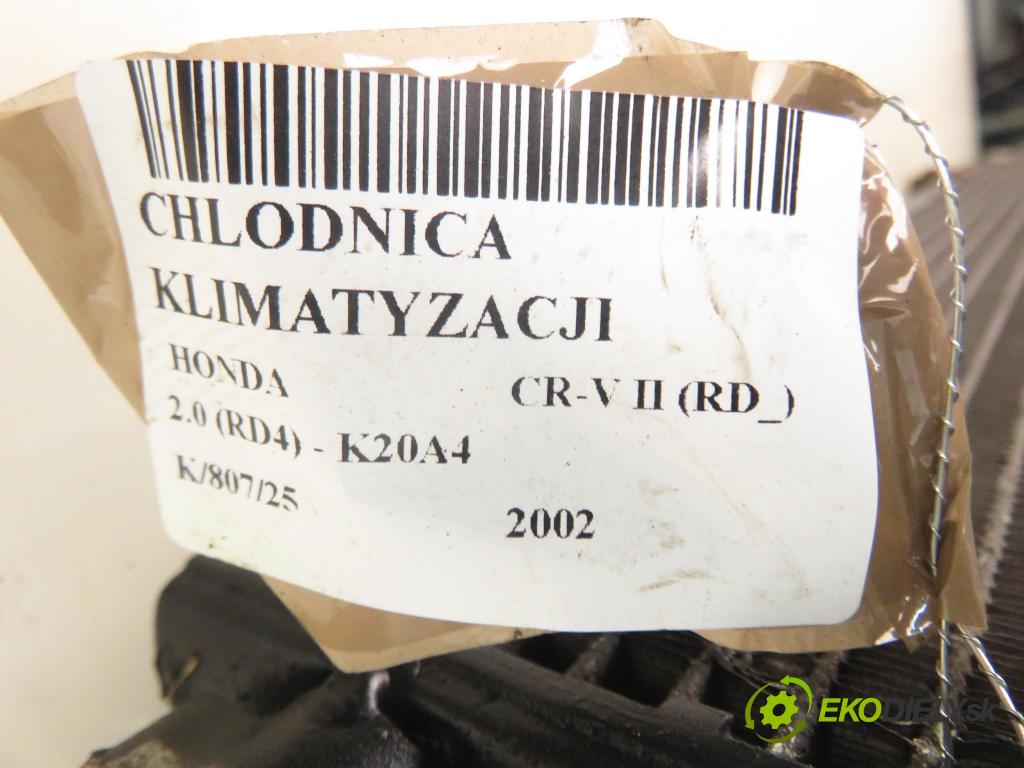 CHLODNICA
KLIMATYZACJI
HONDA CR-V II (RD_)
2.0 (RD4) - K20A4
K/807/25
2002
EKODIELY.sk